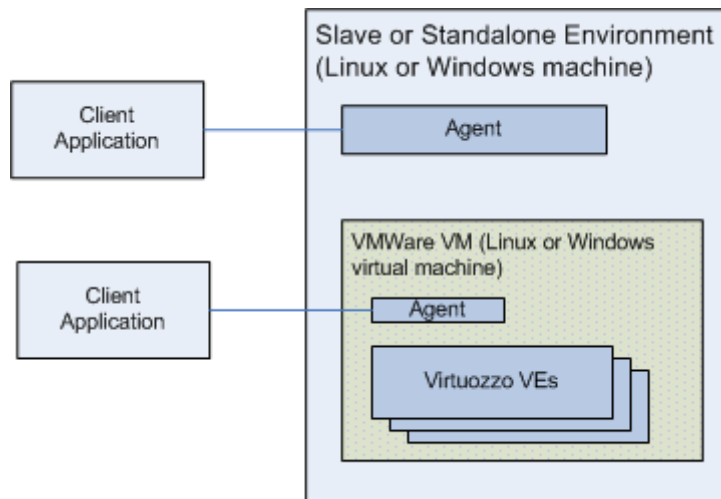 Slave or Standalone Environment
(Linux or Windows machine)
Client
Application
Agent
VMWare VM (Linux or Windows
virtual machine)
Client
Application
Agent
Virtuozzo VEs